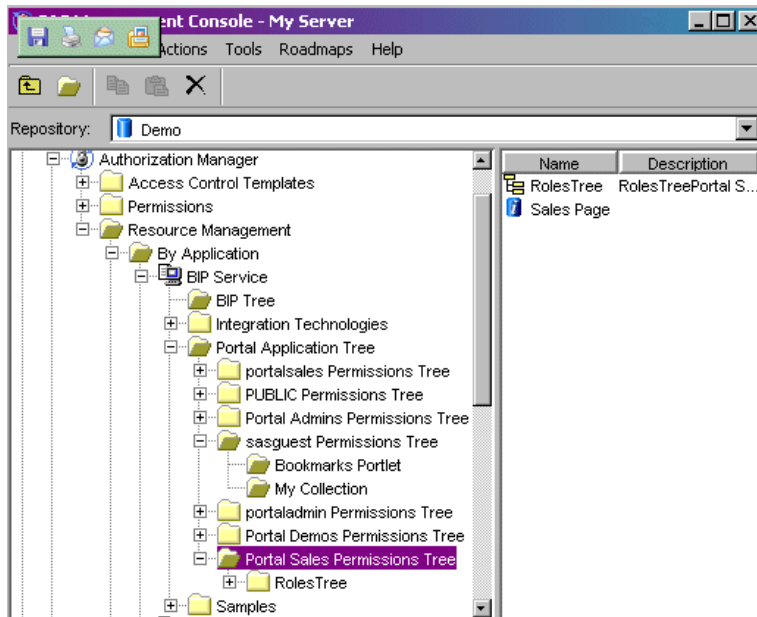 ent Console - My Server
Actions Tools Roadmaps Help
Repository: Demo
Authorization Manager
Access Control Templates
Permissions
Resource Management
By Application
BIP Service
BIP Tree
Integration Technologies
Portal Application Tree
portalsales Permissions Tree
PUBLIC Permissions Tree
Portal Admins Permissions Tree
sasguest Permissions Tree
Bookmarks Portlet
My Collection
portaladmin Permissions Tree
Portal Demos Permissions Tree
Portal Sales Permissions Tree
RolesTree
Samples
Name Description
RolesTree RolesTreePortal S...
Sales Page